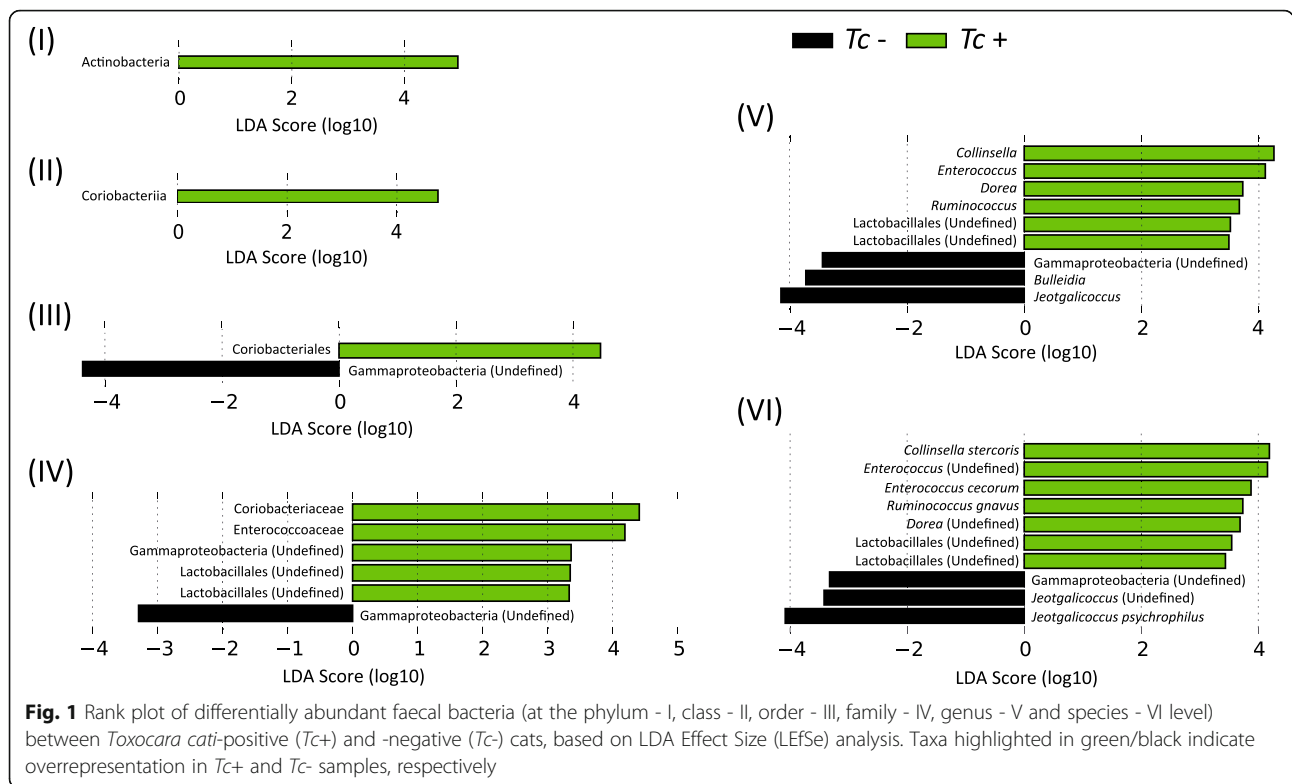 Tc - Tc +
(I)
Actinobacteria
0 2 4
LDA Score (log10)
(II)
Coriobacteriia
0 2 4
LDA Score (log10)
(III)
Coriobacteriales
Gammaproteobacteria (Undefined)
−4 −2 0 2 4
LDA Score (log10)
(IV)
Coriobacteriaceae
Enterococcoaceae
Gammaproteobacteria (Undefined)
Lactobacillales (Undefined)
Lactobacillales (Undefined)
Gammaproteobacteria (Undefined)
−4 −3 −2 −1 0 1 2 3 4 5
LDA Score (log10)
(V)
Collinsella
Enterococcus
Dorea
Ruminococcus
Lactobacillales (Undefined)
Lactobacillales (Undefined)
Gammaproteobacteria (Undefined)
Bulleidia
Jeotgalicoccus
−4 −2 0 2 4
LDA Score (log10)
(VI)
Collinsella stercoris
Enterococcus (Undefined)
Enterococcus cecorum
Ruminococcus gnavus
Dorea (Undefined)
Lactobacillales (Undefined)
Lactobacillales (Undefined)
Gammaproteobacteria (Undefined)
Jeotgalicoccus (Undefined)
Jeotgalicoccus psychrophilus
−4 −2 0 2 4
LDA Score (log10)
Fig. 1 Rank plot of differentially abundant faecal bacteria (at the phylum - I, class - II, order - III, family - IV, genus - V and species - VI level)
between Toxocara cati-positive (Tc+) and -negative (Tc-) cats, based on LDA Effect Size (LEfSe) analysis. Taxa highlighted in green/black indicate
overrepresentation in Tc+ and Tc- samples, respectively